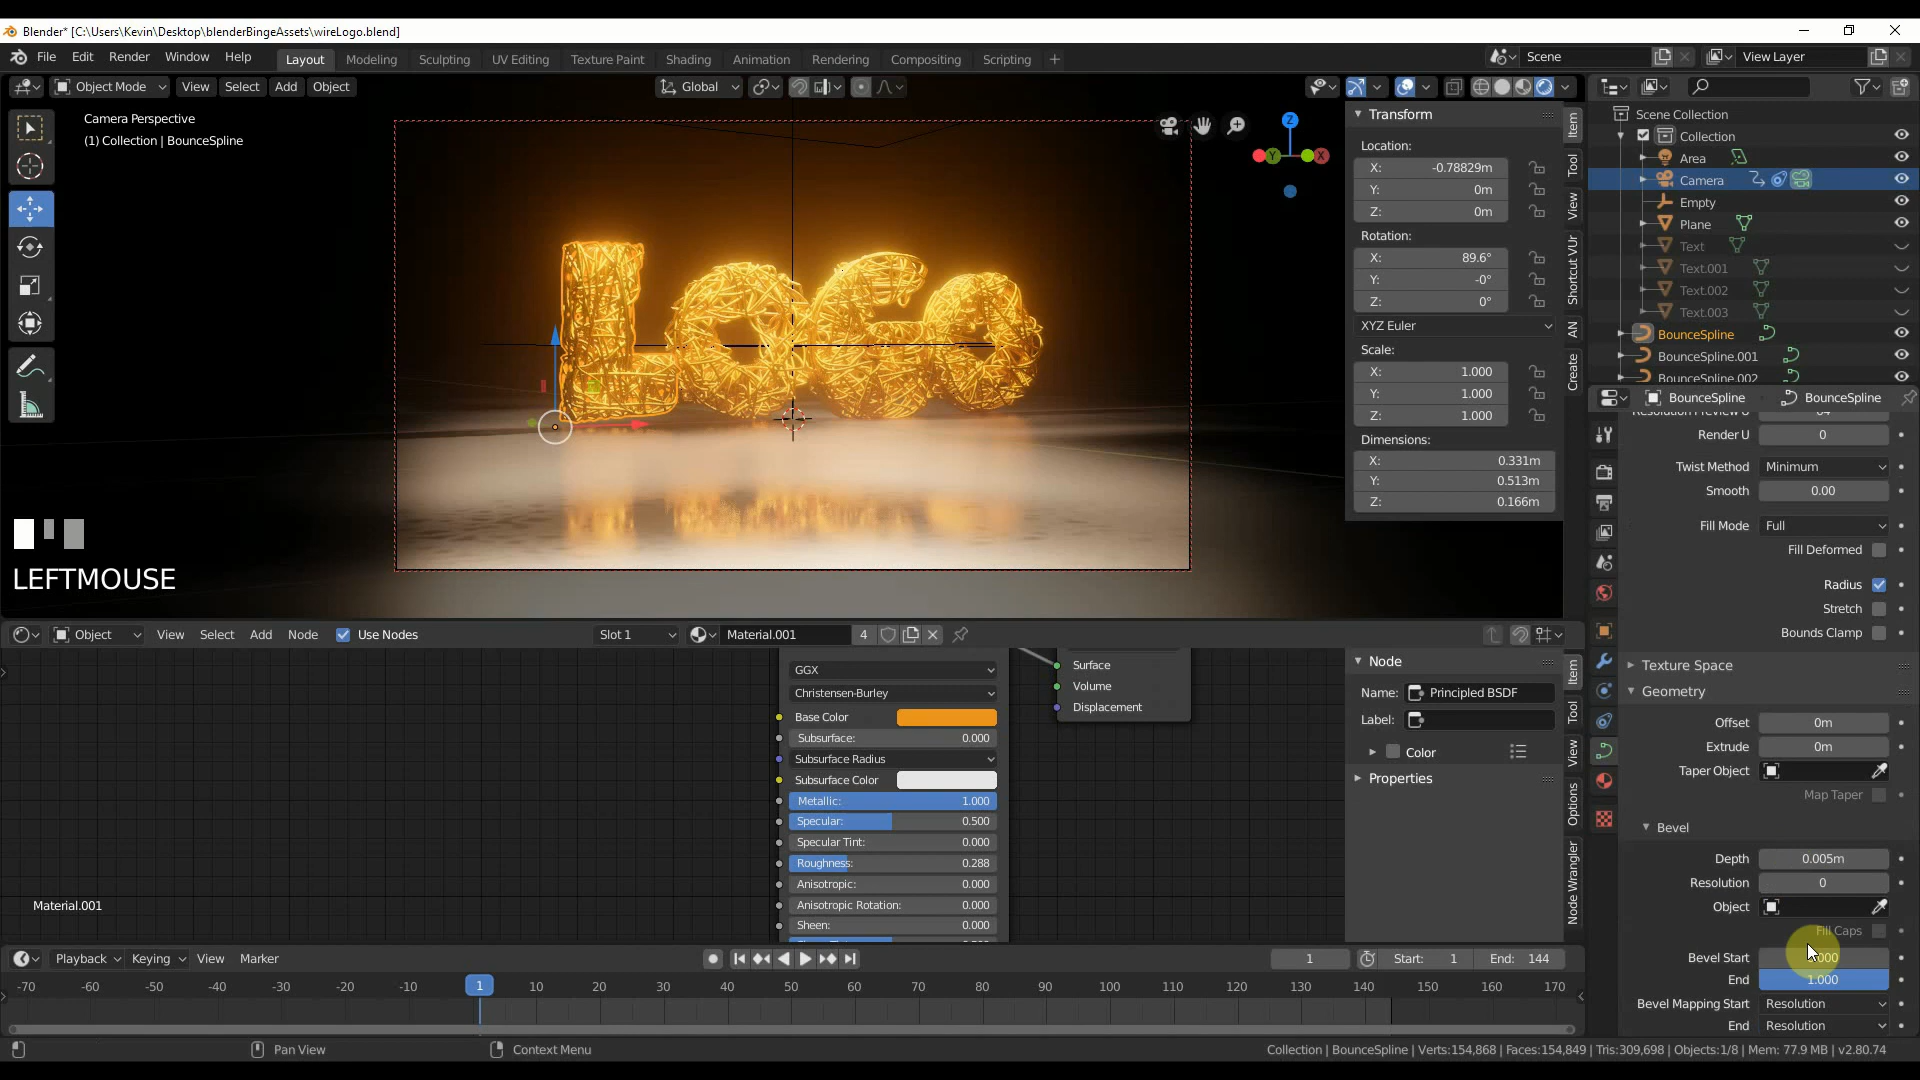 Blender* [C:\Users\Kevin\Desktop\blenderBingeAssets\wireLogo.blend]
File Edit Render Window Help Layout Modeling Sculpting UV Editing Texture Paint Shading Animation Rendering Compositing Scripting + Scene View Layer
Object Mode View Select Add Object Global
Camera Perspective
(1) Collection | BounceSpline
LEFTMOUSE
Logo
Z
Y
X
Transform
Location:
X: -0.78829m
Y: 0m
Z: 0m
Rotation:
X: 89.6°
Y: -0°
Z: 0°
XYZ Euler
Scale:
X: 1.000
Y: 1.000
Z: 1.000
Dimensions:
X: 0.331m
Y: 0.513m
Z: 0.166m
Item
Tool
View
Shortcut VUr
AN
Create
Scene Collection
Collection
Area
Camera
Empty
Plane
Text
Text.001
Text.002
Text.003
BounceSpline
BounceSpline.001
BounceSpline.002
BounceSpline BounceSpline
Resolution Preview U 64
Render U 0
Twist Method Minimum
Smooth 0.00
Fill Mode Full
Fill Deformed
Radius
Stretch
Bounds Clamp
Texture Space
Geometry
Offset 0m
Extrude 0m
Taper Object
Map Taper
Bevel
Depth 0.005m
Resolution 0
Object
Fill Caps
Bevel Start
End 1.000
Bevel Mapping Start Resolution
End Resolution
Object View Select Add Node Use Nodes Slot 1 Material.001 4
GGX
Christensen-Burley
Base Color
Subsurface: 0.000
Subsurface Radius
Subsurface Color
Metallic: 1.000
Specular: 0.500
Specular Tint: 0.000
Roughness: 0.288
Anisotropic: 0.000
Anisotropic Rotation: 0.000
Sheen: 0.000
Surface
Volume
Displacement
Material.001
Node
Name: Principled BSDF
Label:
Color
Properties
Item
Tool
View
Options
Node Wrangler
Playback Keying View Marker 1 Start: 1 End: 144
-70 -60 -50 -40 -30 -20 -10 1 10 20 30 40 50 60 70 80 90 100 110 120 130 140 150 160 170
Pan View Context Menu Collection | BounceSpline | Verts:154,868 | Faces:154,849 | Tris:309,698 | Objects:1/8 | Mem: 77.9 MB | v2.80.74